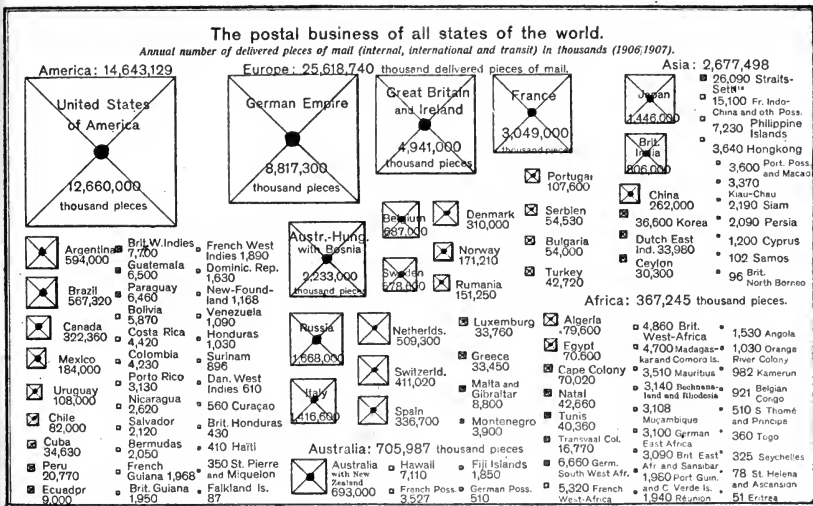 The postal business of all states of the world.
Annual number of delivered pieces of mail (internal, international and transit) in thousands (1906/1907).
America: 14,643,129
United States
of America
12,660,000
thousand pieces
Argentina
594,000
Brazil
567,320
Canada
322,360
Mexico
184,000
Uruguay
108,000
Chile
82,000
Cuba
34,630
Peru
20,770
Ecuador
9,000
Brit. W. Indies
7,700
Guatemala
6,500
Paraguay
6,460
Bolivia
5,870
Costa Rica
4,420
Colombia
4,230
Porto Rico
3,130
Nicaragua
2,620
Salvador
2,120
Bermudas
2,050
French
Guiana 1,968
Brit. Guiana
1,950
French West
Indies 1,890
Dominic. Rep.
1,630
New-Found-
land 1,168
Venezuela
1,090
Honduras
1,030
Surinam
896
Dan. West
Indies 610
560 Curaçao
Brit. Honduras
430
410 Haïti
350 St. Pierre
and Miquelon
Falkland Is.
87
Europe: 25,618,740 thousand delivered pieces of mail.
German Empire
8,817,300
thousand pieces
Great Britain
and Ireland
4,941,000
thousand pieces
France
3,049,000
thousand pieces
Austr.-Hung.
with Bosnia
2,233,000
thousand pieces
Russia
1,668,000
Italy
1,416,600
Belgium
687,000
Sweden
578,600
Netherlds.
509,300
Switzerld.
411,020
Spain
336,700
Denmark
310,000
Norway
171,210
Rumania
151,250
Portugal
107,600
Serbien
54,530
Bulgaria
54,000
Turkey
42,720
Luxemburg
33,760
Greece
33,450
Malta and
Gibraltar
8,800
Montenegro
3,900
Asia: 2,677,498
Japan
1,446,000
Brit.
India
806,000
China
262,000
36,600 Korea
Dutch East
Ind. 33,980
Ceylon
30,300
26,090 Straits-
15,100 Fr. Indo-
China and oth Poss.
7,230 Philippine
Islands
3,640 Hongkong
3,600 Port. Poss.
and Macao
3,370
Kiau-Chau
2,190 Siam
2,090 Persia
1,200 Cyprus
102 Samos
96 Brit.
North Borneo
Africa: 367,245 thousand pieces.
Algeria
79,600
Egypt
70,600
Cape Colony
70,020
Natal
42,660
Tunis
40,360
Transvaal Col.
16,770
6,660 Germ.
South West Afr.
5,320 French
West-Africa
4,860 Brit.
West-Africa
4,700 Madagas-
kar and Comoro Is.
3,510 Mauritius
3,140 Bechuana-
land and Rhodesia
3,108
Muçambique
3,100 German
East Africa
3,090 Brit East
Afr and Sansibar
1,960 Port Guin.
and C. Verde Is.
1,940 Réunion
1,530 Angola
1,030 Orange
River Colony
982 Kamerun
921 Belgian
Congo
510 S Thomé
and Principa
360 Togo
325 Seychelles
78 St. Helena
and Ascension
51 Eritrea
Australia: 705,987 thousand pieces
Australia
with New
Zealand
693,000
Hawaii
7,110
French Poss.
3,527
Fiji Islands
1,850
German Poss.
510